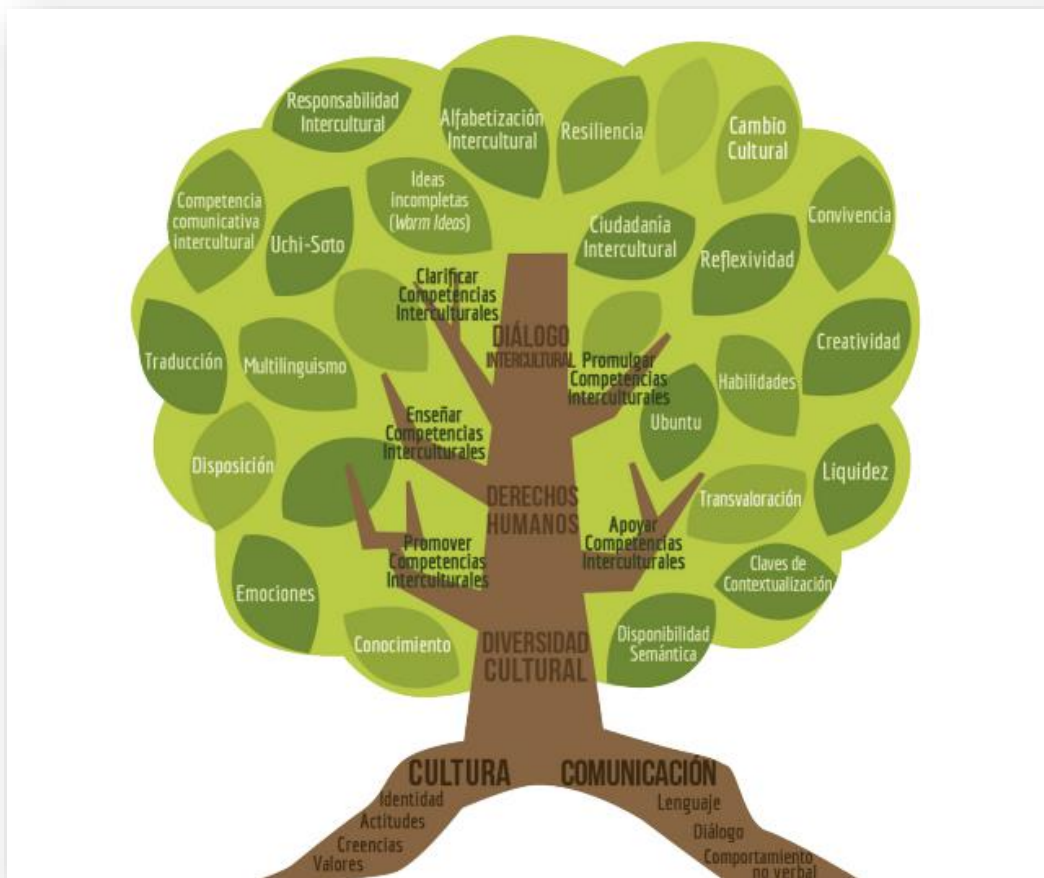 Responsabilidad
Intercultural
Alfabetización
Intercultural
Resiliencia
Cambio
Cultural
Competencia
comunicativa
intercultural
Uchi-Soto
Ideas
incompletas
(Warm Ideas)
Ciudadanía
Intercultural
Reflexividad
Convivencia
Clarificar
Competencias
Interculturales
Traducción
Multilinguismo
DIÁLOGO
INTERCULTURAL
Promulgar
Competencias
Interculturales
Habilidades
Creatividad
Enseñar
Competencias
Interculturales
Ubuntu
Disposición
DERECHOS
HUMANOS
Transvaloración
Liquidez
Promover
Competencias
Interculturales
Apoyar
Competencias
Interculturales
Claves de
Contextualización
Emociones
Conocimiento
DIVERSIDAD
CULTURAL
Disponibilidad
Semántica
CULTURA
Identidad
Actitudes
Creencias
Valores
COMUNICACIÓN
Lenguaje
Diálogo
Comportamiento
no verbal